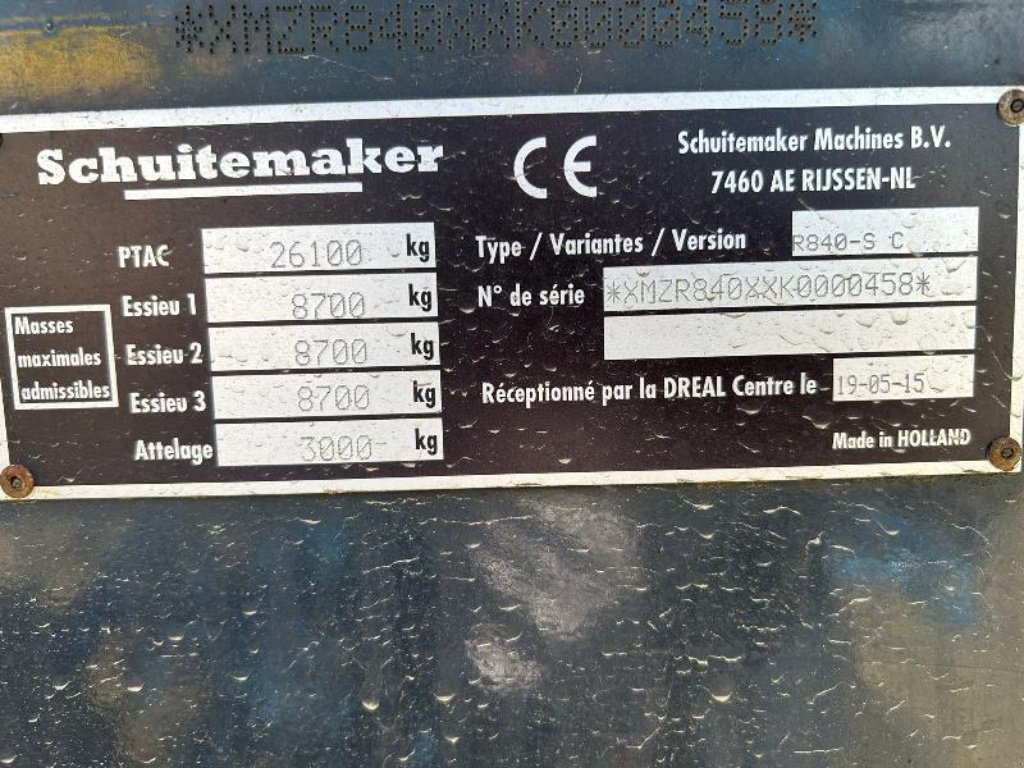 *XMZR840XXK0000458*
Schuitemaker
CE
Schuitemaker Machines B.V.
7460 AE RIJSSEN-NL
PTAC 26100 kg
Essieu 1 8700 kg
Essieu 2 8700 kg
Essieu 3 8700 kg
Attelage 3000 kg
Masses
maximales
admissibles
Type / Variantes / Version R840-S C
N° de série *XMZR840XXK0000458*
Réceptionné par la DREAL Centre le 19-05-15
Made in HOLLAND